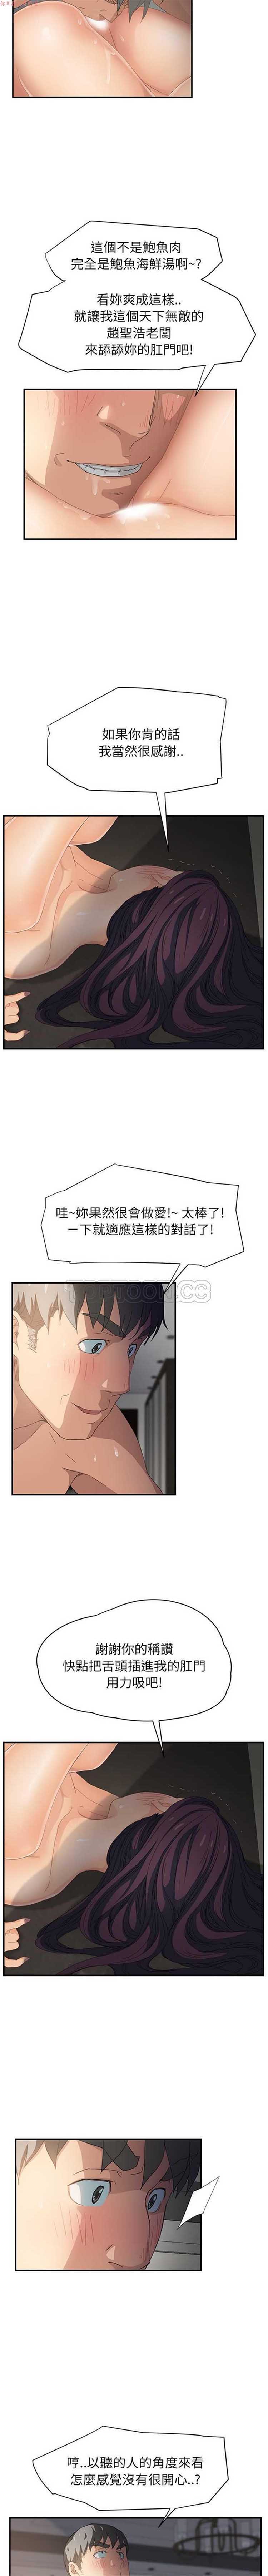 這個不是鮑魚肉
完全是鮑魚海鮮湯啊~?
看妳爽成這樣..
就讓我這個天下無敵的
趙聖浩老闆
來舔舔妳的肛門吧!
如果你肯的話
我當然很感謝..
哇~妳果然很會做愛!~ 太棒了!
一下就適應這樣的對話了!
謝謝你的稱讚
快點把舌頭插進我的肛門
用力吸吧!
哼..以聽的人的角度來看
怎麼感覺沒有很開心..?